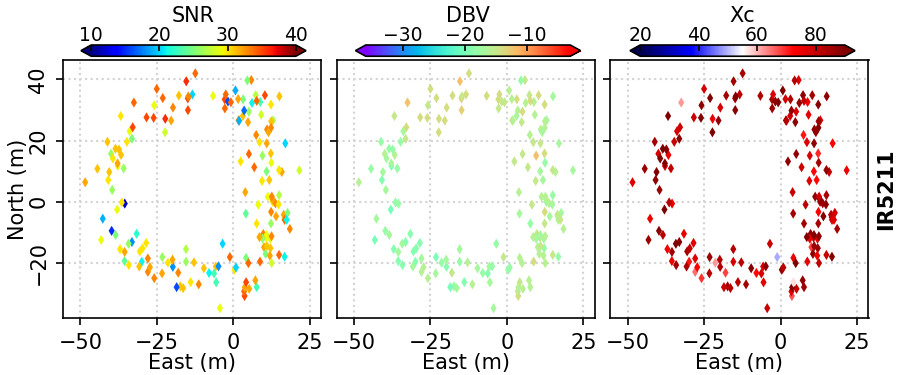 SNR DBV Xc
10 20 30 40 −30 −20 −10 20 40 60 80
40
20
0
−20
North (m)
IR5211
−50 −25 0 25 −50 −25 0 25 −50 −25 0 25
East (m) East (m) East (m)